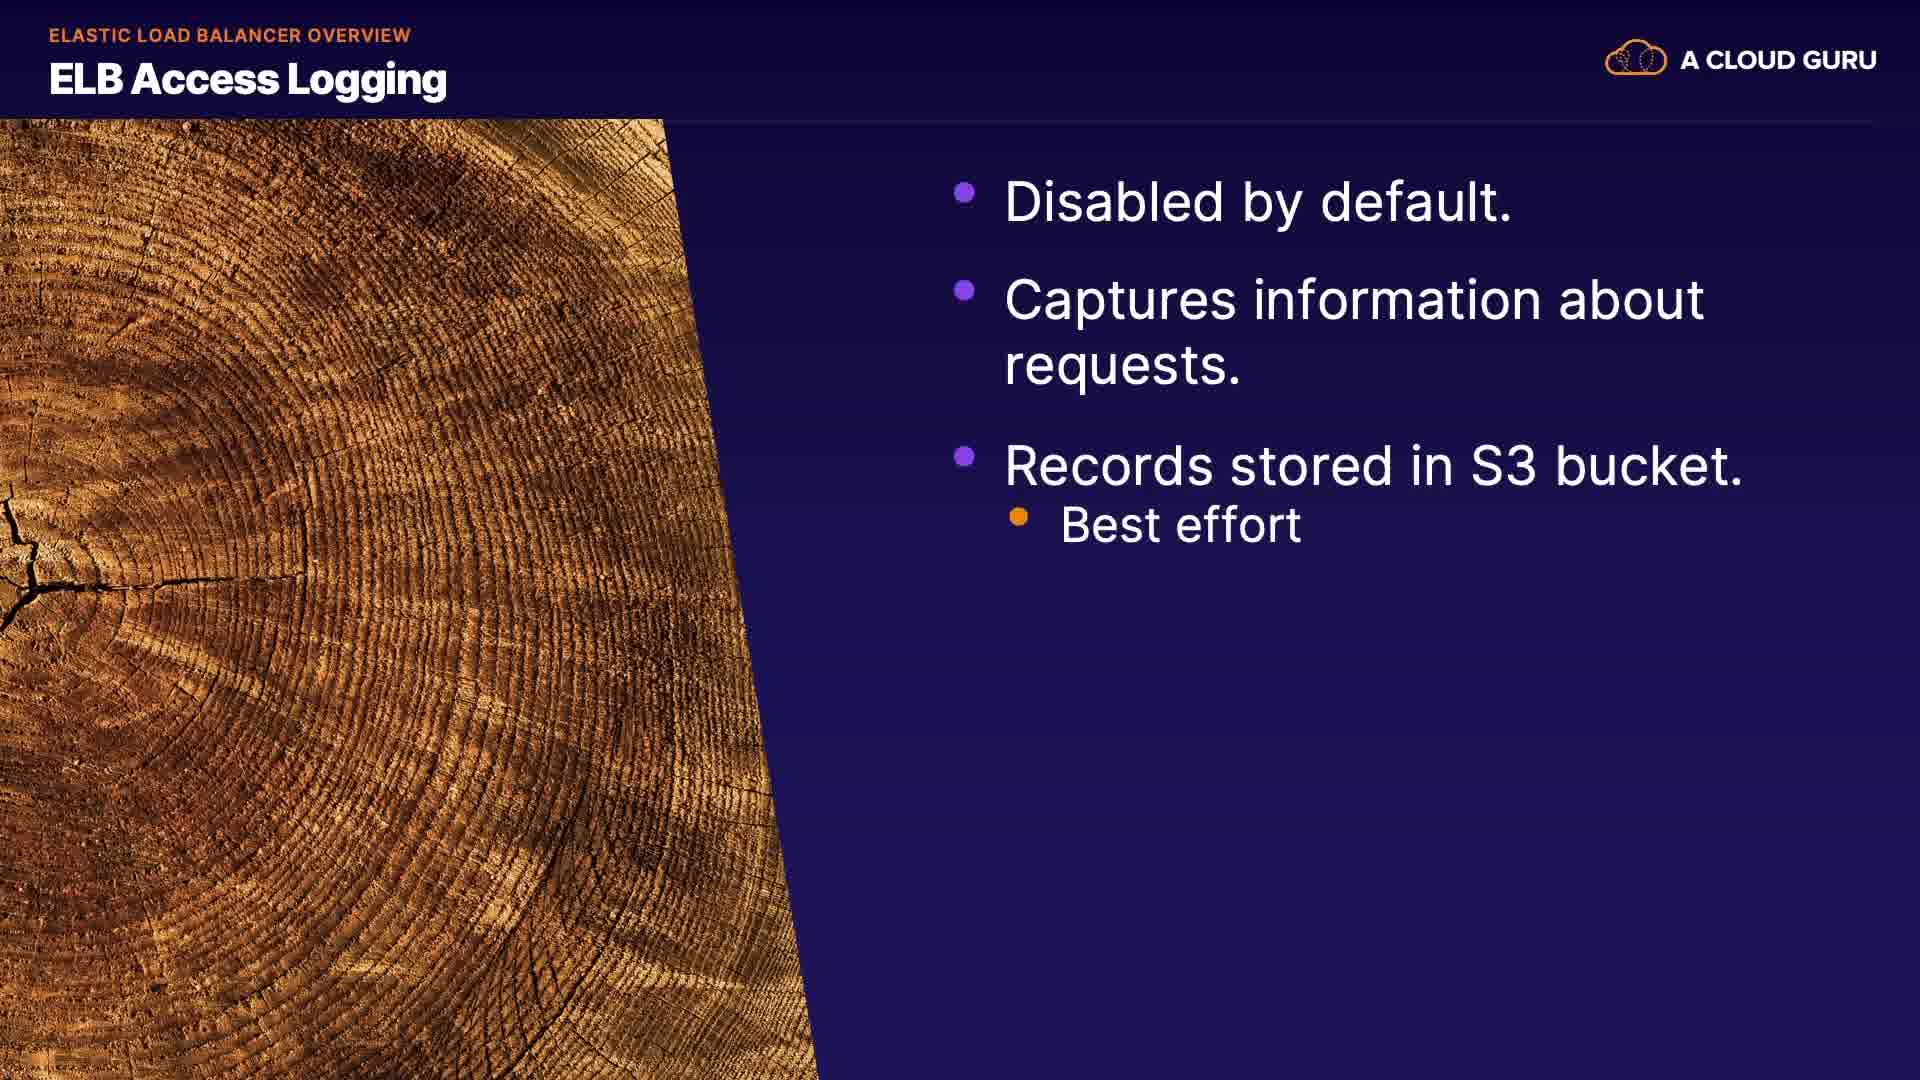 ELASTIC LOAD BALANCER OVERVIEW
ELB Access Logging
A CLOUD GURU
Disabled by default.
Captures information about
requests.
Records stored in S3 bucket.
Best effort